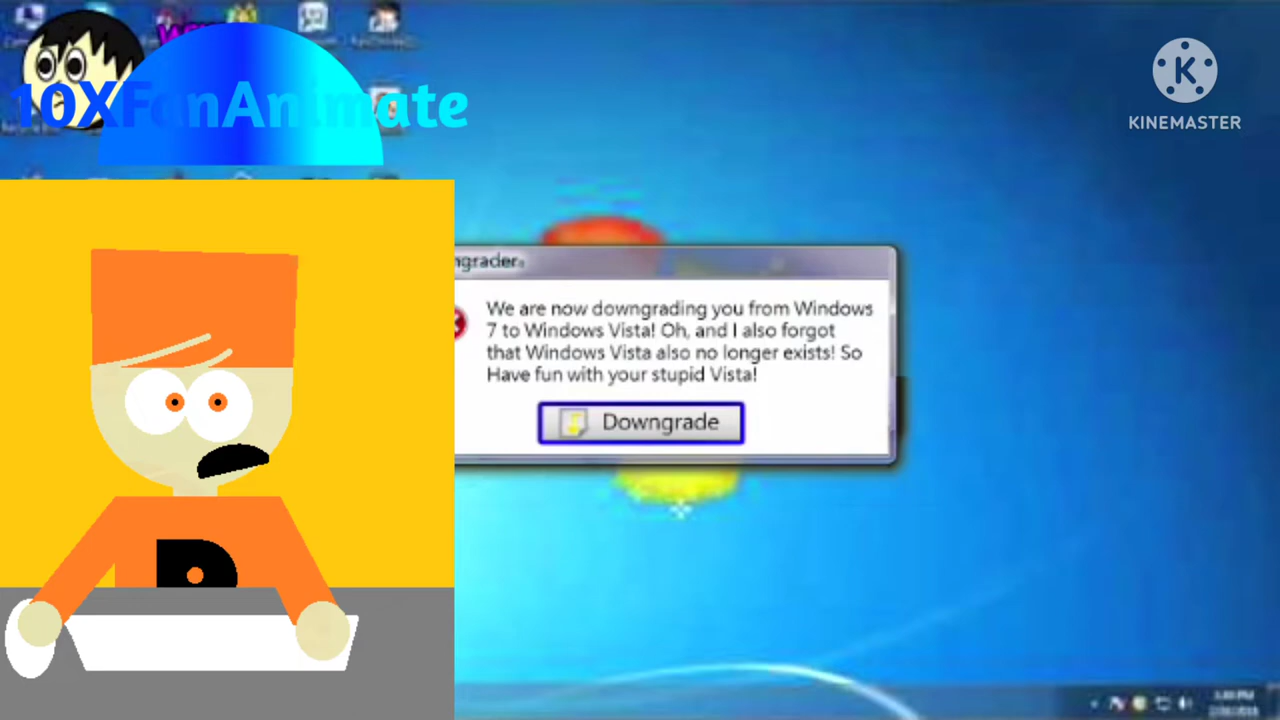 10XFanAnimate
K
KINEMASTER
ngrader
We are now downgrading you from Windows
7 to Windows Vista! Oh, and I also forgot
that Windows Vista also no longer exists! So
Have fun with your stupid Vista!
Downgrade